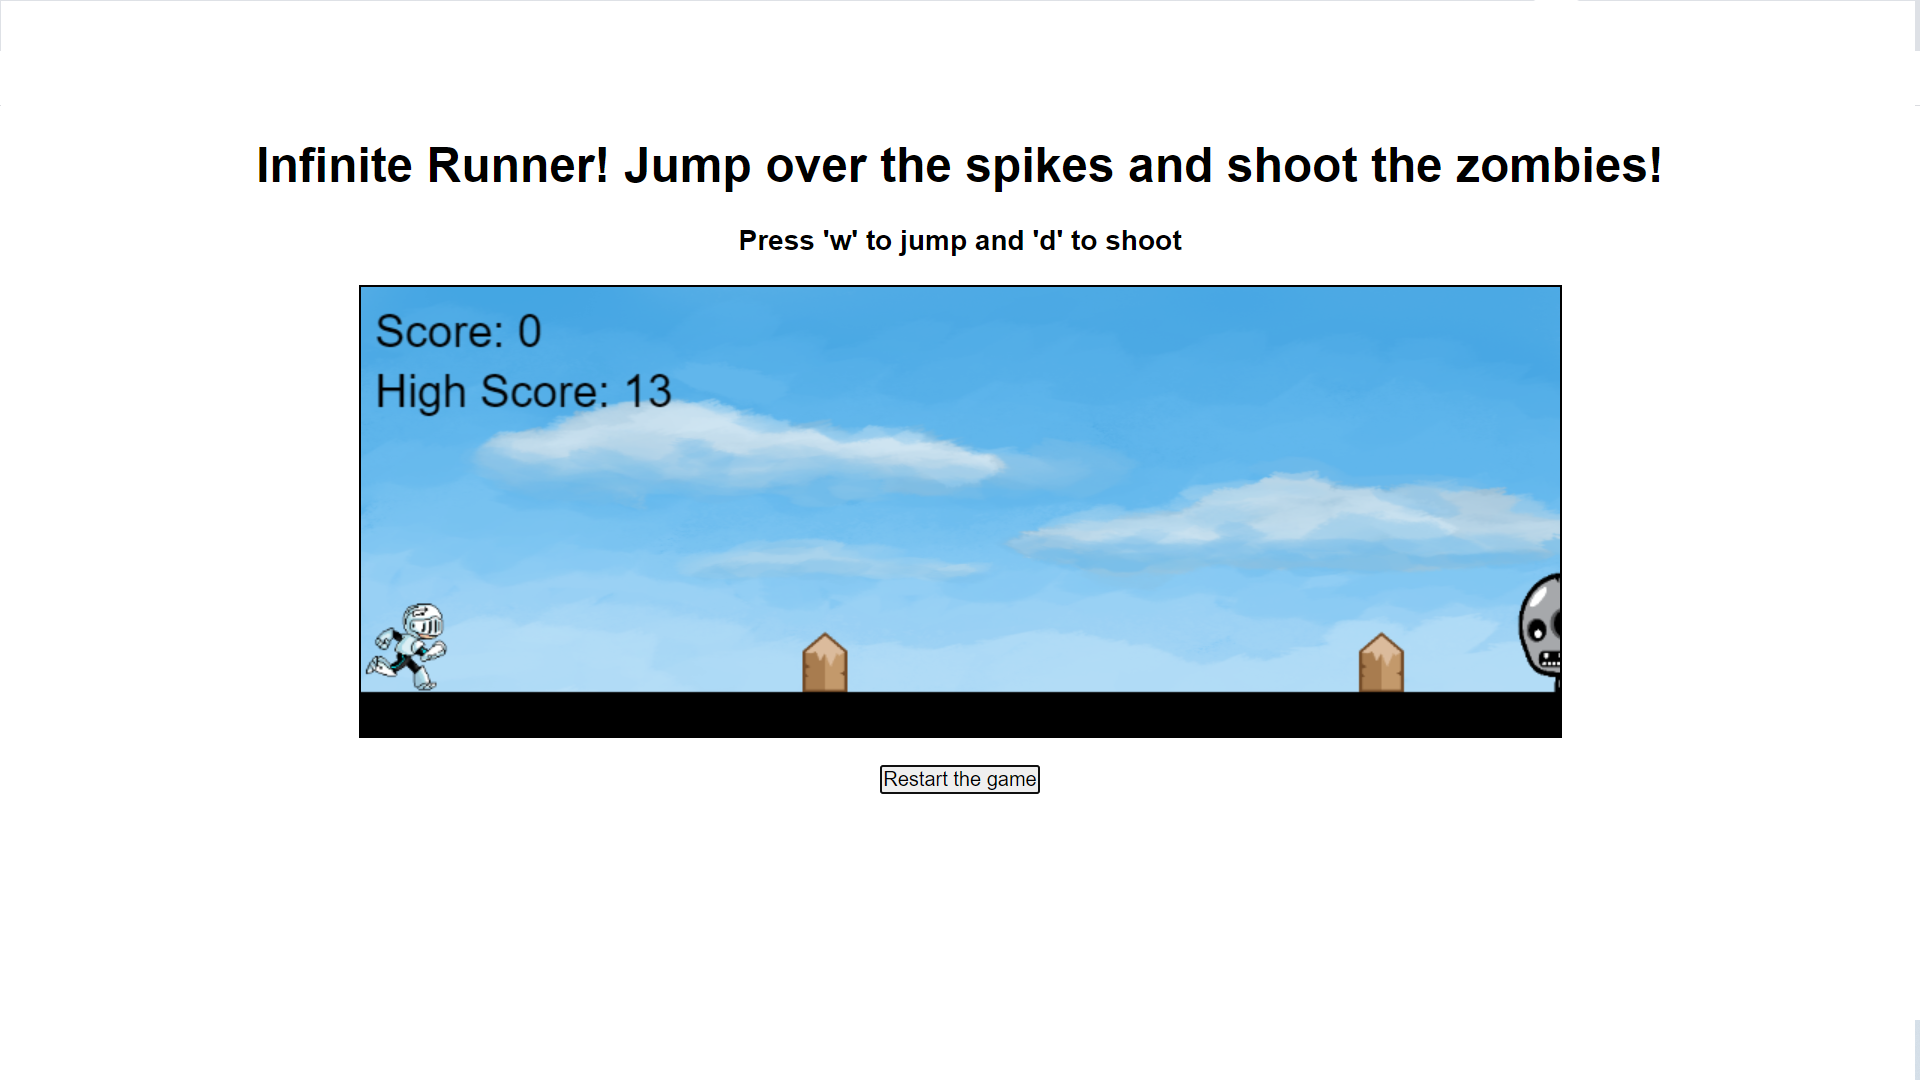 Infinite Runner! Jump over the spikes and shoot the zombies!
Press 'w' to jump and 'd' to shoot
Score: 0
High Score: 13
Restart the game